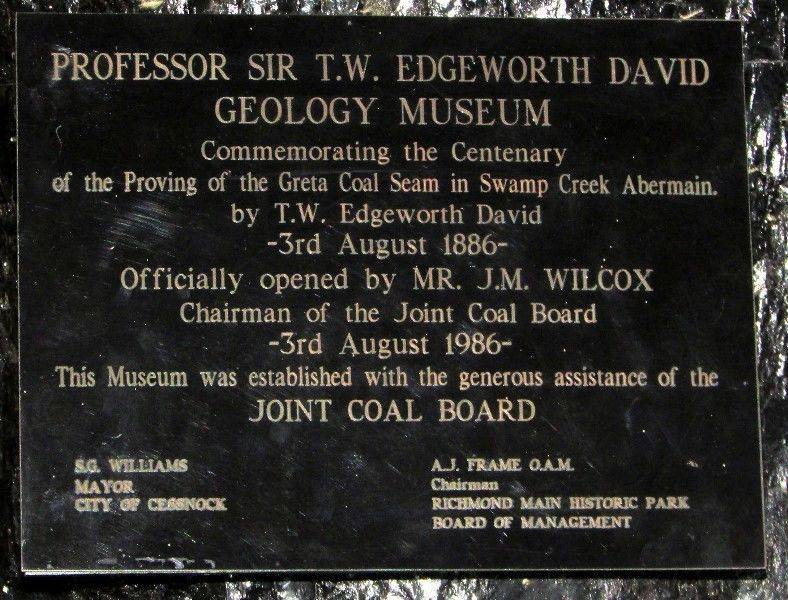 PROFESSOR SIR T.W. EDGEWORTH DAVID
GEOLOGY MUSEUM
Commemorating the Centenary
of the Proving of the Greta Coal Seam in Swamp Creek Abermain.
by T.W. Edgeworth David
-3rd August 1886-
Officially opened by MR. J.M. WILCOX
Chairman of the Joint Coal Board
-3rd August 1986-
This Museum was established with the generous assistance of the
JOINT COAL BOARD
S.G. WILLIAMS
MAYOR
CITY OF CESSNOCK
A.J. FRAME O.A.M.
Chairman
RICHMOND MAIN HISTORIC PARK
BOARD OF MANAGEMENT